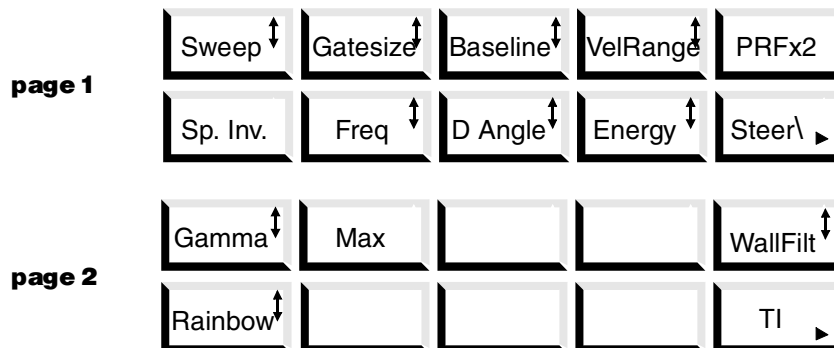 Sweep Gatesize Baseline VelRange PRFx2
page 1
Sp. Inv. Freq D Angle Energy Steer\
Gamma Max WallFilt
page 2
Rainbow TI